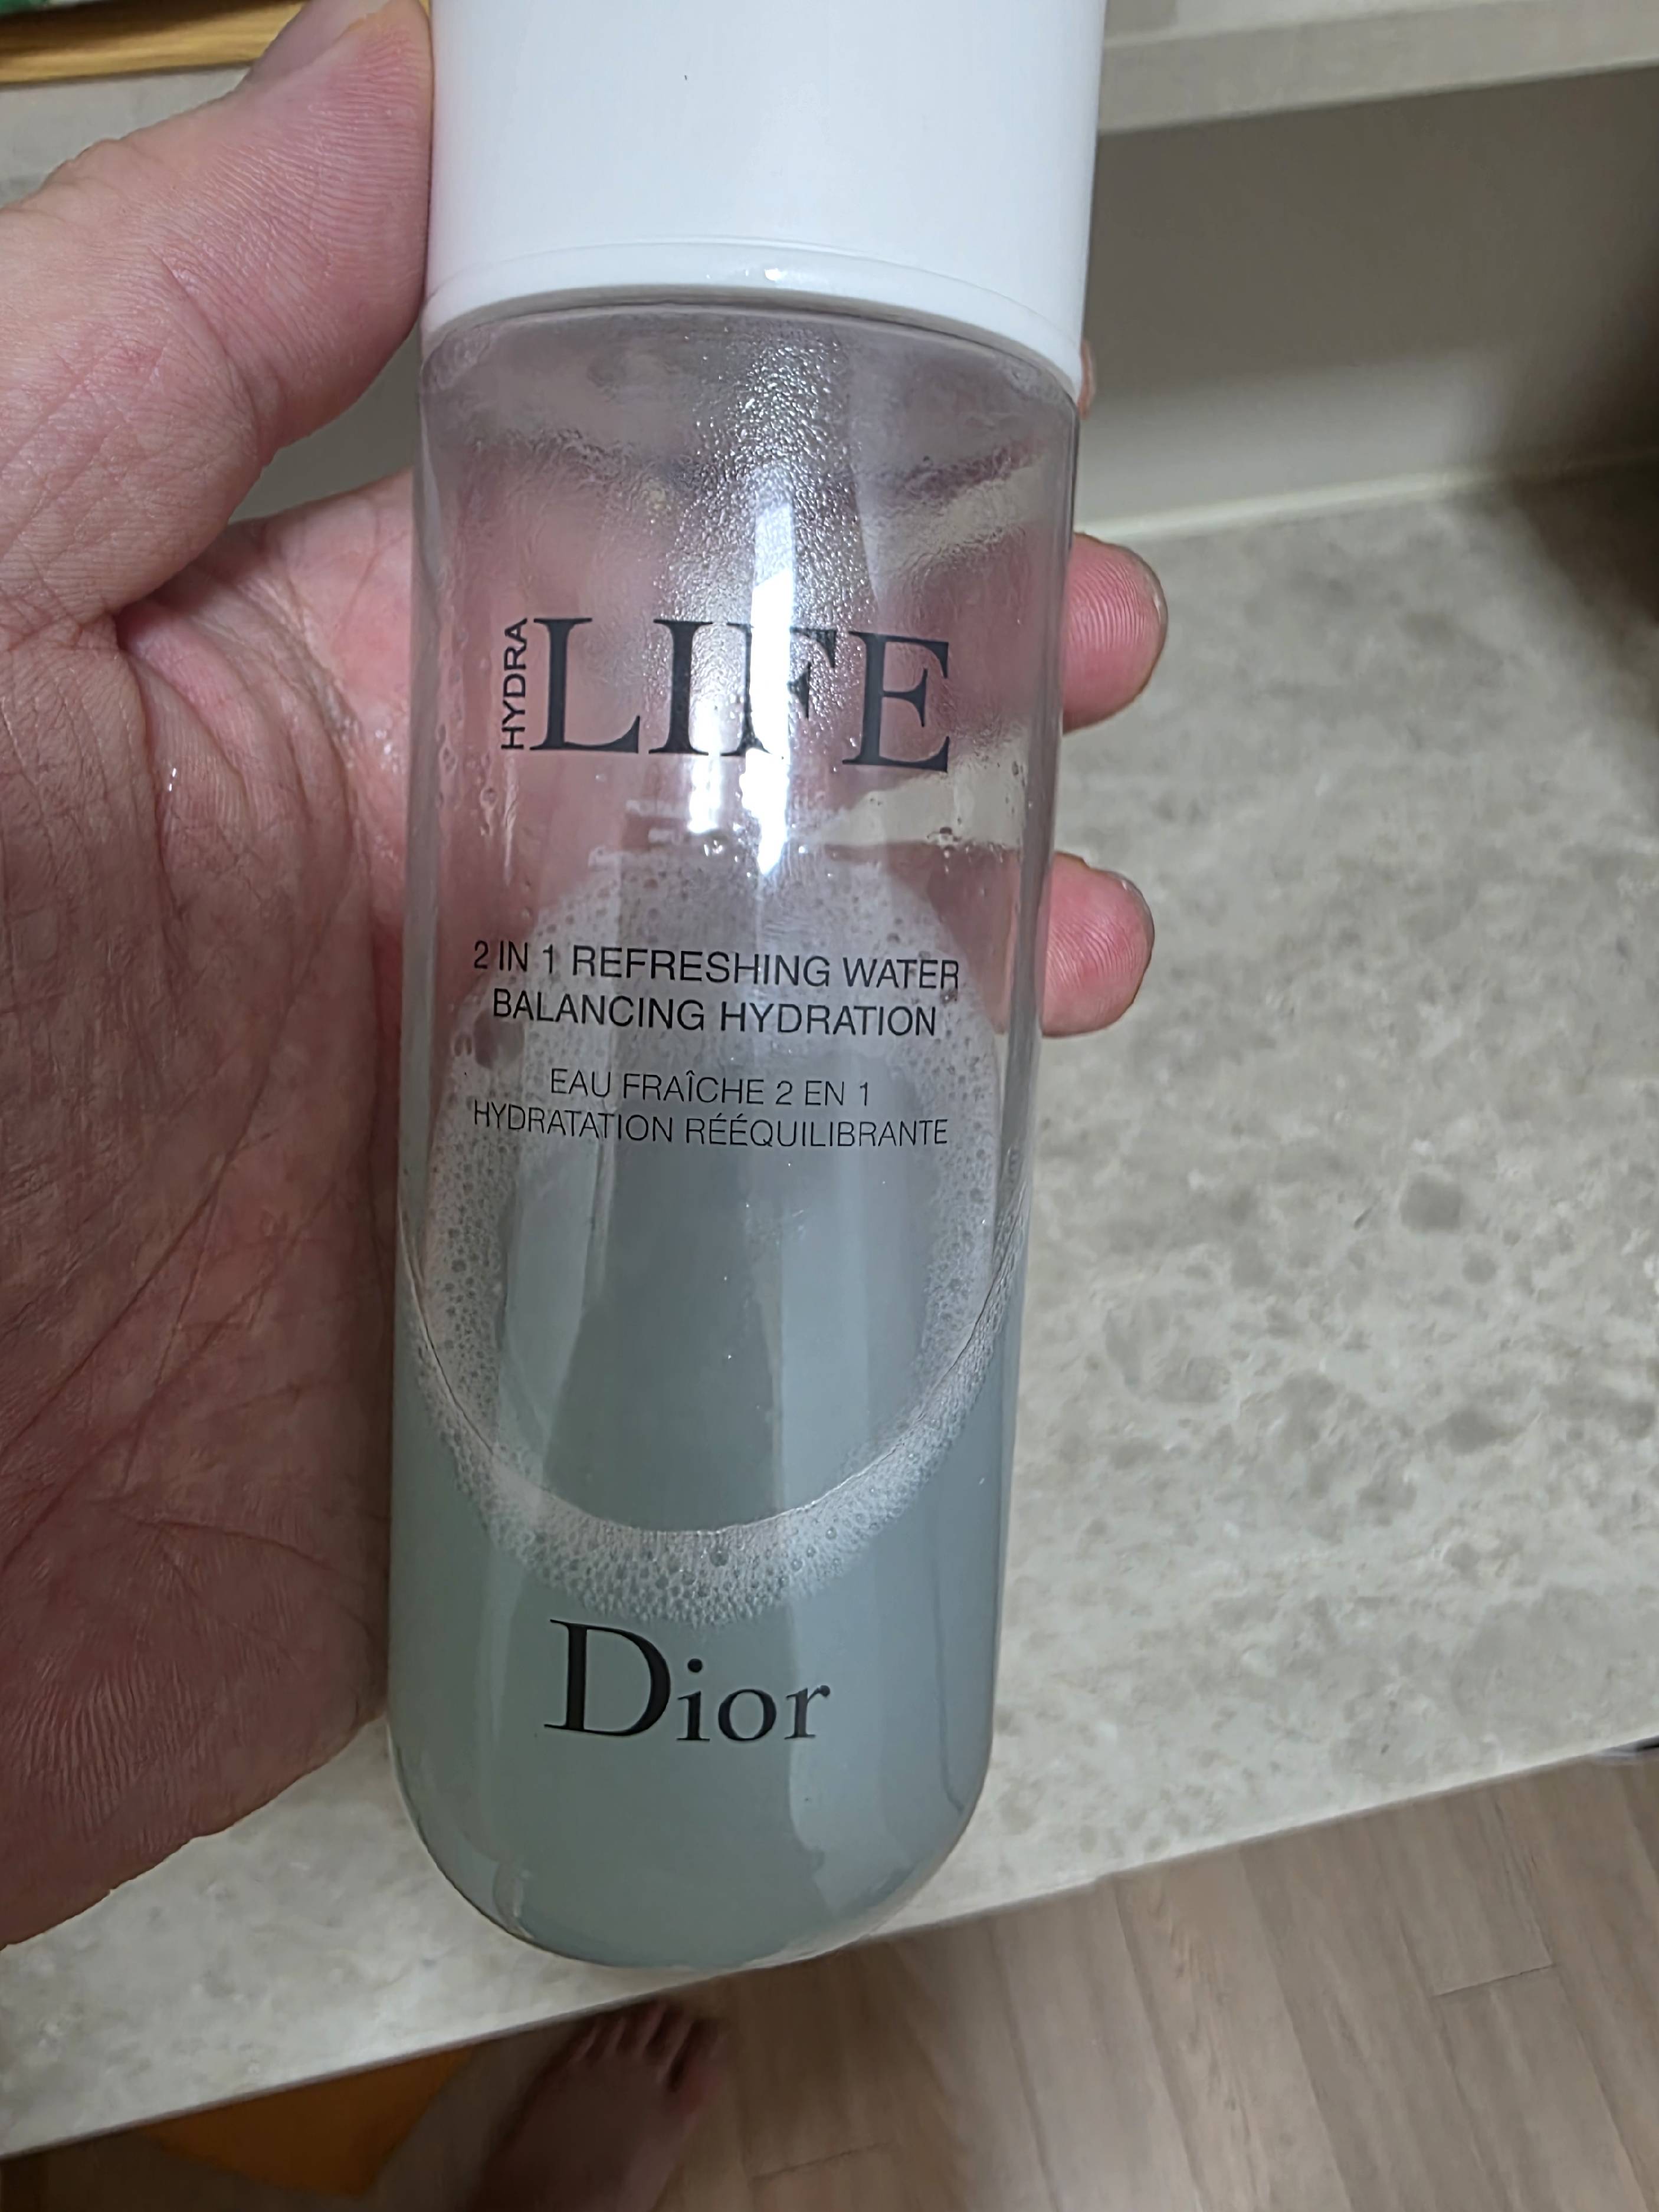 HYDRA LIFE
2 IN 1 REFRESHING WATER
BALANCING HYDRATION
EAU FRAÎCHE 2 EN 1
HYDRATATION RÉÉQUILIBRANTE
Dior